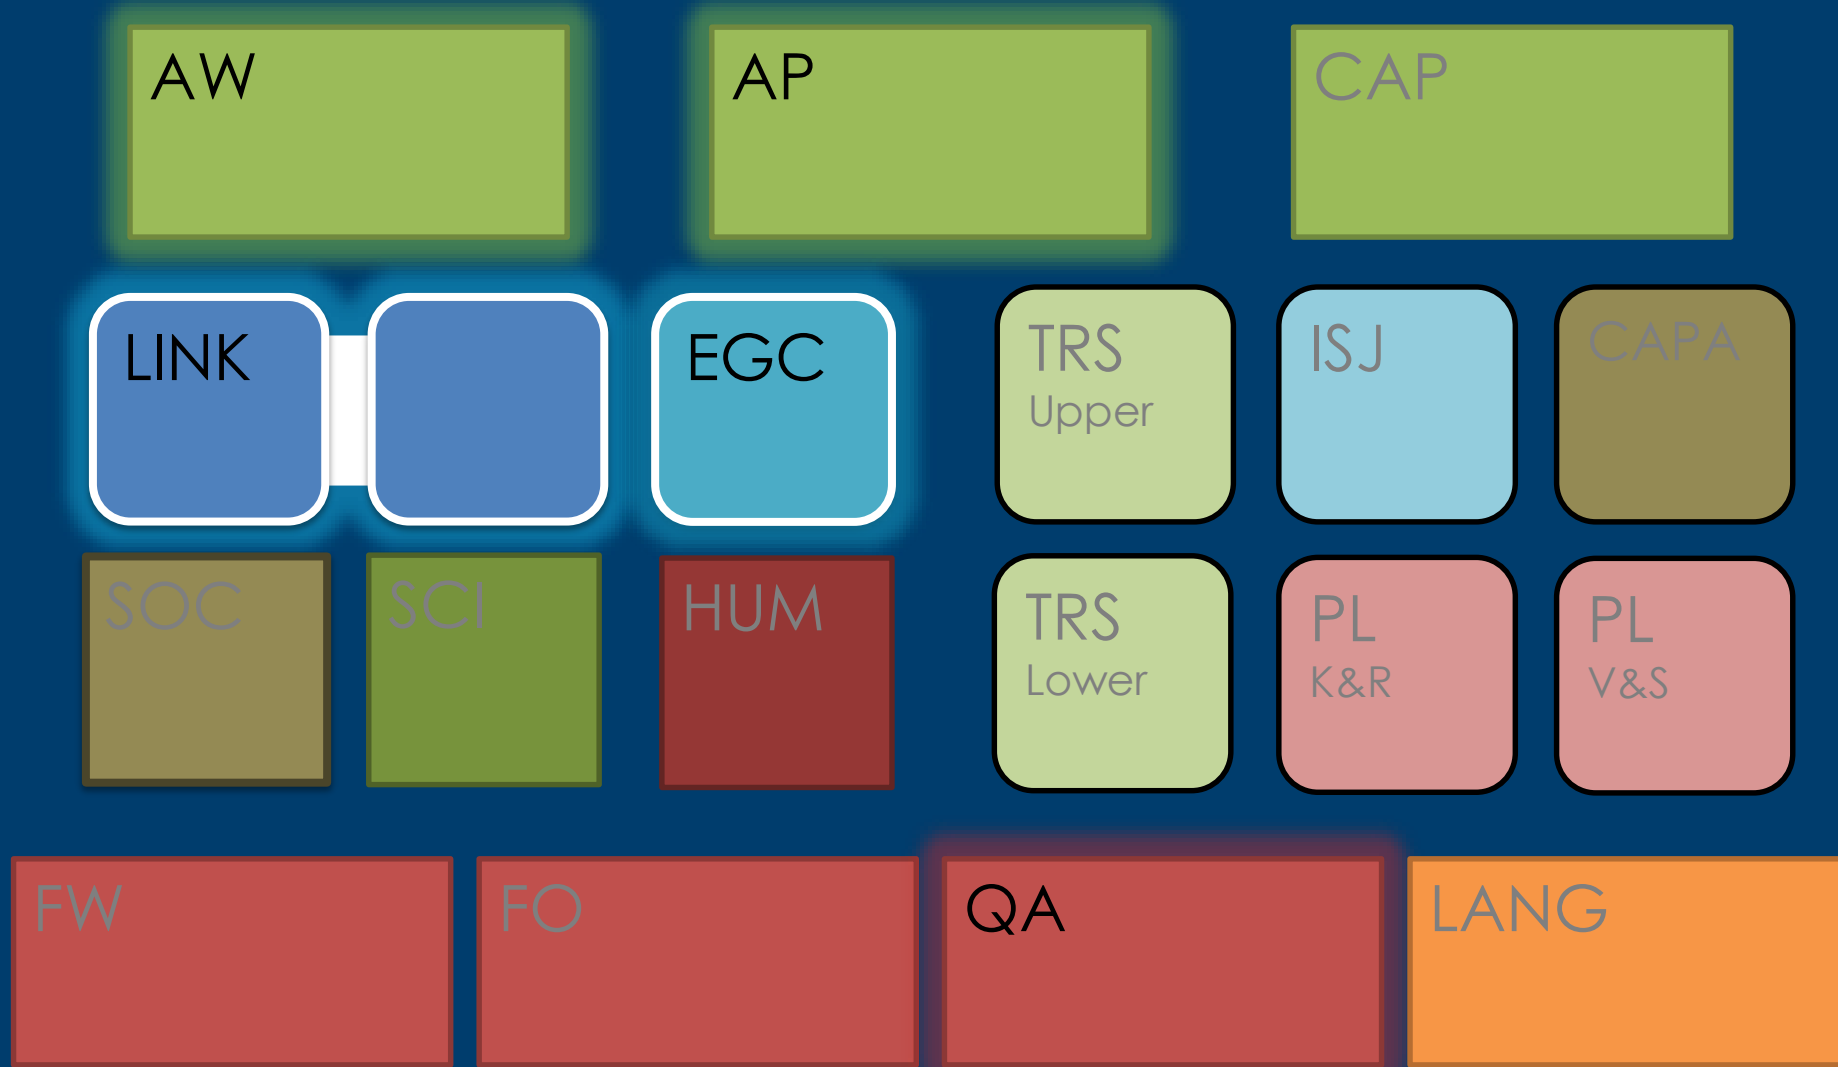 AW
AP
CAP
LINK
EGC
TRS
Upper
ISJ
CAPA
SOC
SCI
HUM
TRS
Lower
PL
K&R
PL
V&S
FW
FO
QA
LANG